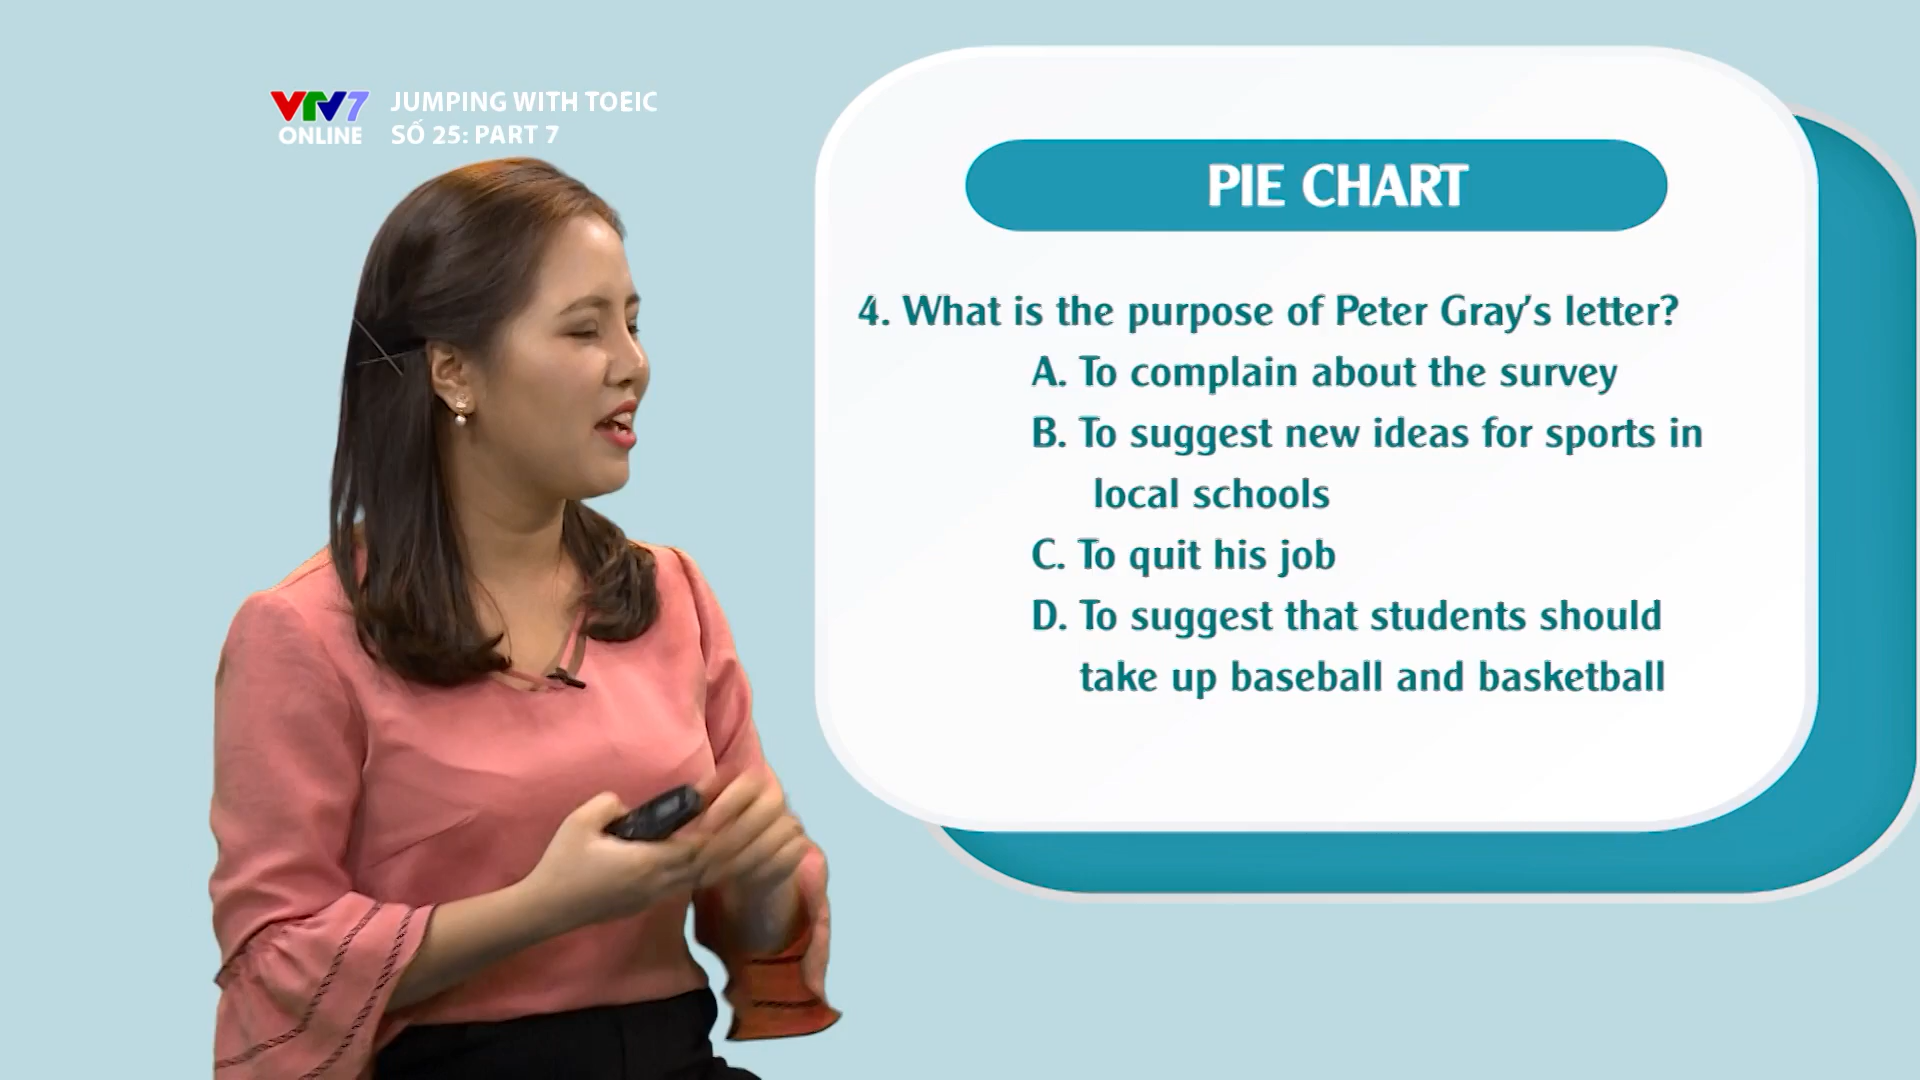 VTV7
ONLINE
JUMPING WITH TOEIC
SỐ 25: PART 7
PIE CHART
4. What is the purpose of Peter Gray's letter?
A. To complain about the survey
B. To suggest new ideas for sports in
local schools
C. To quit his job
D. To suggest that students should
take up baseball and basketball